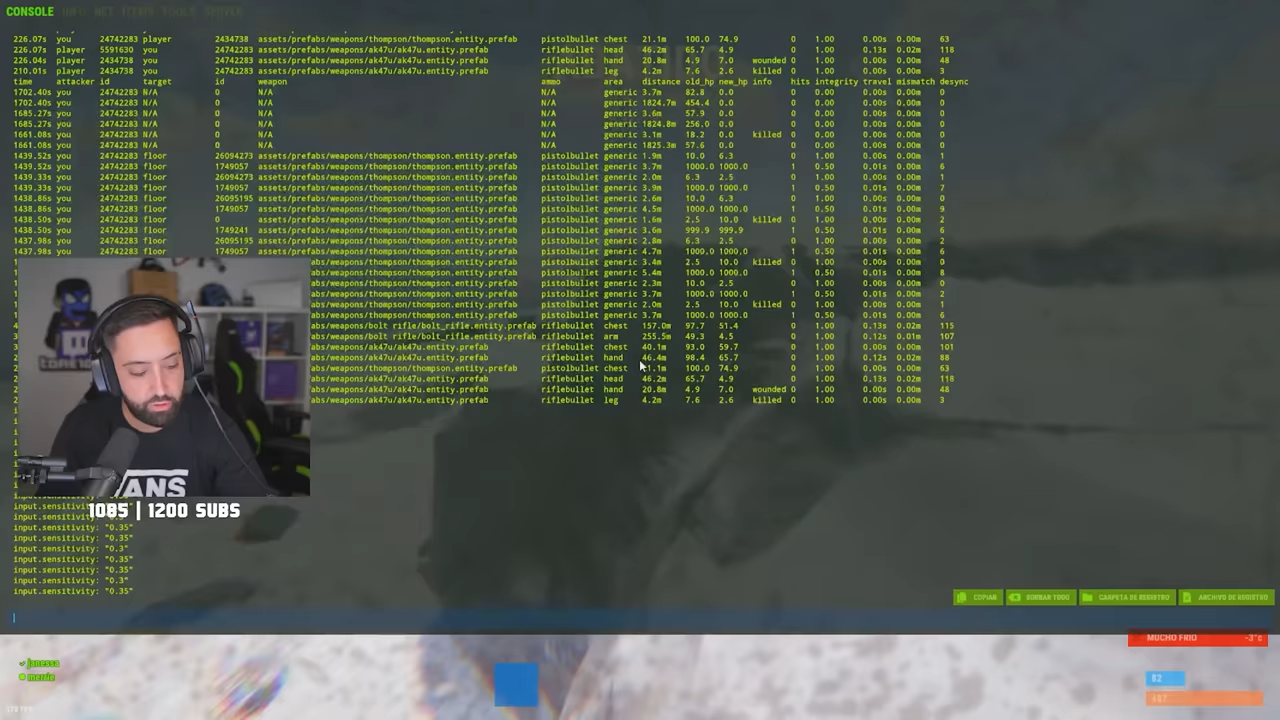 CONSOLE INFO NET ITEMS TOOLS SERVER
226.07s you 24742283 player 2434738 assets/prefabs/weapons/thompson/thompson.entity.prefab pistolbullet chest 21.1m 100.0 74.9 0 1.00 0.00s 0.00m 63
226.07s player 5591630 you 24742283 assets/prefabs/weapons/ak47u/ak47u.entity.prefab riflebullet head 46.2m 65.7 4.9 0 1.00 0.13s 0.02m 118
226.04s player 2434738 you 24742283 assets/prefabs/weapons/ak47u/ak47u.entity.prefab riflebullet hand 20.8m 4.9 7.0 wounded 0 1.00 0.00s 0.00m 48
210.01s player 2434738 you 24742283 assets/prefabs/weapons/ak47u/ak47u.entity.prefab riflebullet leg 4.2m 7.6 2.6 killed 0 1.00 0.00s 0.00m 3
time attacker id target id weapon ammo area distance old_hp new_hp info hits integrity travel mismatch desync
1702.40s you 24742283 N/A 0 N/A N/A generic 3.7m 82.8 0.0 0 1.00 0.00s 0.00m 0
1702.40s you 24742283 N/A 0 N/A N/A generic 1824.7m 454.4 0.0 0 1.00 0.00s 0.00m 0
1685.27s you 24742283 N/A 0 N/A N/A generic 3.6m 57.9 0.0 0 1.00 0.00s 0.00m 0
1685.27s you 24742283 N/A 0 N/A N/A generic 1824.8m 256.0 0.0 0 1.00 0.00s 0.00m 0
1661.08s you 24742283 N/A 0 N/A N/A generic 3.1m 18.2 0.0 killed 0 1.00 0.00s 0.00m 0
1661.08s you 24742283 N/A 0 N/A N/A generic 1825.3m 57.6 0.0 0 1.00 0.00s 0.00m 0
1439.52s you 24742283 floor 26094273 assets/prefabs/weapons/thompson/thompson.entity.prefab pistolbullet generic 1.9m 10.0 6.3 0 1.00 0.00s 0.00m 1
1439.52s you 24742283 floor 1749057 assets/prefabs/weapons/thompson/thompson.entity.prefab pistolbullet generic 3.7m 1000.0 1000.0 1 0.50 0.01s 0.00m 6
1439.33s you 24742283 floor 26094273 assets/prefabs/weapons/thompson/thompson.entity.prefab pistolbullet generic 2.0m 6.3 2.5 0 1.00 0.00s 0.00m 1
1439.33s you 24742283 floor 1749057 assets/prefabs/weapons/thompson/thompson.entity.prefab pistolbullet generic 3.9m 1000.0 1000.0 1 0.50 0.01s 0.00m 7
1438.86s you 24742283 floor 26095195 assets/prefabs/weapons/thompson/thompson.entity.prefab pistolbullet generic 2.6m 10.0 6.3 0 1.00 0.00s 0.00m 0
1438.86s you 24742283 floor 1749057 assets/prefabs/weapons/thompson/thompson.entity.prefab pistolbullet generic 4.5m 1000.0 1000.0 1 0.50 0.01s 0.00m 9
1438.50s you 24742283 floor 0 assets/prefabs/weapons/thompson/thompson.entity.prefab pistolbullet generic 1.6m 2.5 10.0 killed 0 1.00 0.00s 0.00m 2
1438.50s you 24742283 floor 1749241 assets/prefabs/weapons/thompson/thompson.entity.prefab pistolbullet generic 3.6m 999.9 999.9 1 0.50 0.01s 0.00m 6
1437.98s you 24742283 floor 26095195 assets/prefabs/weapons/thompson/thompson.entity.prefab pistolbullet generic 2.8m 6.3 2.5 0 1.00 0.00s 0.00m 2
1437.98s you 24742283 floor 1749057 assets/prefabs/weapons/thompson/thompson.entity.prefab pistolbullet generic 4.7m 1000.0 1000.0 1 0.50 0.01s 0.00m 6
abs/weapons/thompson/thompson.entity.prefab pistolbullet generic 3.4m 2.5 10.0 killed 0 1.00 0.00s 0.00m 0
abs/weapons/thompson/thompson.entity.prefab pistolbullet generic 5.4m 1000.0 1000.0 1 0.50 0.01s 0.00m 8
abs/weapons/thompson/thompson.entity.prefab pistolbullet generic 2.3m 10.0 2.5 0 1.00 0.00s 0.00m 0
abs/weapons/thompson/thompson.entity.prefab pistolbullet generic 3.7m 1000.0 1000.0 1 0.50 0.01s 0.00m 2
abs/weapons/thompson/thompson.entity.prefab pistolbullet generic 2.0m 2.5 10.0 killed 0 1.00 0.00s 0.00m 1
abs/weapons/thompson/thompson.entity.prefab pistolbullet generic 3.7m 1000.0 1000.0 1 0.50 0.01s 0.00m 6
abs/weapons/bolt rifle/bolt_rifle.entity.prefab riflebullet chest 157.0m 97.7 51.4 0 1.00 0.13s 0.02m 115
abs/weapons/bolt rifle/bolt_rifle.entity.prefab riflebullet arm 255.5m 49.3 4.5 0 1.00 0.12s 0.01m 107
abs/weapons/ak47u/ak47u.entity.prefab riflebullet chest 40.1m 93.0 59.7 0 1.00 0.00s 0.00m 101
abs/weapons/ak47u/ak47u.entity.prefab riflebullet hand 46.4m 98.4 65.7 0 1.00 0.12s 0.02m 88
abs/weapons/thompson/thompson.entity.prefab pistolbullet chest 21.1m 100.0 74.9 0 1.00 0.00s 0.00m 63
abs/weapons/ak47u/ak47u.entity.prefab riflebullet head 46.2m 65.7 4.9 0 1.00 0.13s 0.02m 118
abs/weapons/ak47u/ak47u.entity.prefab riflebullet hand 20.8m 4.9 7.0 wounded 0 1.00 0.00s 0.00m 48
abs/weapons/ak47u/ak47u.entity.prefab riflebullet leg 4.2m 7.6 2.6 killed 0 1.00 0.00s 0.00m 3
VANS
input.sensitivity:
1085 | 1200 SUBS
input.sensitivity: "0.35"
input.sensitivity: "0.35"
input.sensitivity: "0.3"
input.sensitivity: "0.35"
input.sensitivity: "0.35"
input.sensitivity: "0.3"
input.sensitivity: "0.35"
COPIAR BORRAR TODO CARPETA DE REGISTRO ARCHIVO DE REGISTRO
MUCHO FRIO -3°C
janessa
82
487